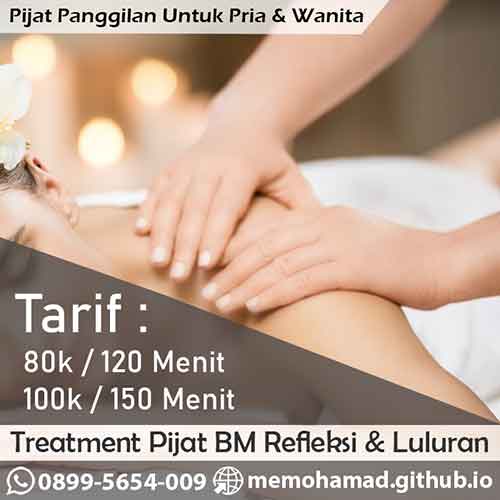 Pijat Panggilan Untuk Pria & Wanita
Tarif :
80k / 120 Menit
100k / 150 Menit
Treatment Pijat BM Refleksi & Luluran
0899-5654-009 memohamad.github.io